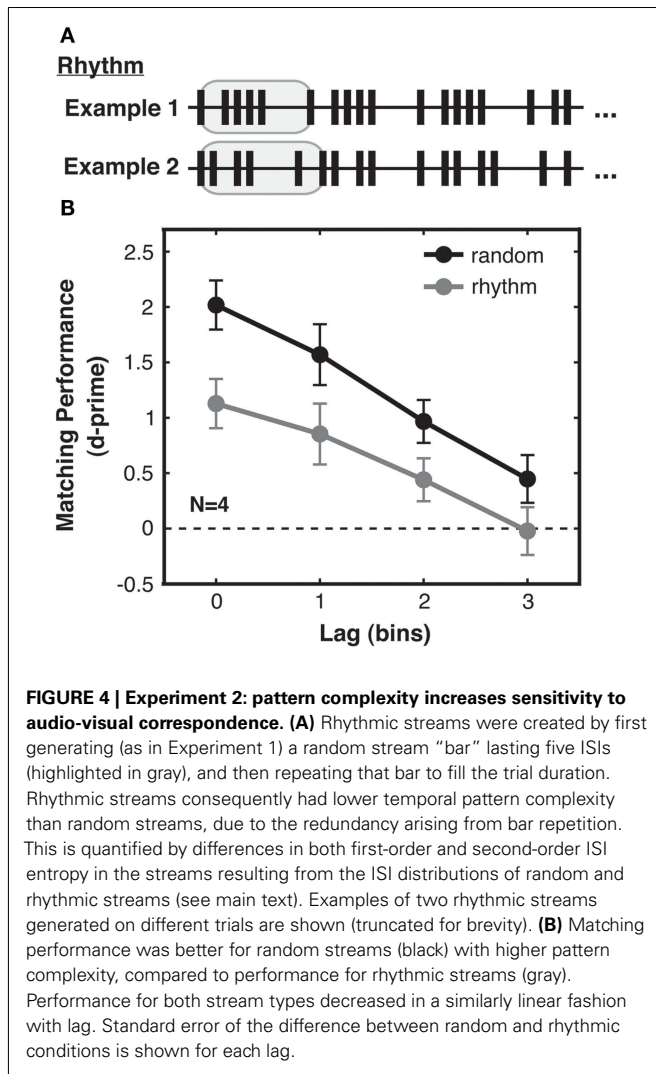 A
Rhythm
Example 1 ...
Example 2 ...
B
Matching Performance
(d-prime)
2.5
2
1.5
1
0.5
0
-0.5
random
rhythm
N=4
0 1 2 3
Lag (bins)
FIGURE 4 | Experiment 2: pattern complexity increases sensitivity to
audio-visual correspondence. (A) Rhythmic streams were created by first
generating (as in Experiment 1) a random stream “bar” lasting five ISIs
(highlighted in gray), and then repeating that bar to fill the trial duration.
Rhythmic streams consequently had lower temporal pattern complexity
than random streams, due to the redundancy arising from bar repetition.
This is quantified by differences in both first-order and second-order ISI
entropy in the streams resulting from the ISI distributions of random and
rhythmic streams (see main text). Examples of two rhythmic streams
generated on different trials are shown (truncated for brevity). (B) Matching
performance was better for random streams (black) with higher pattern
complexity, compared to performance for rhythmic streams (gray).
Performance for both stream types decreased in a similarly linear fashion
with lag. Standard error of the difference between random and rhythmic
conditions is shown for each lag.